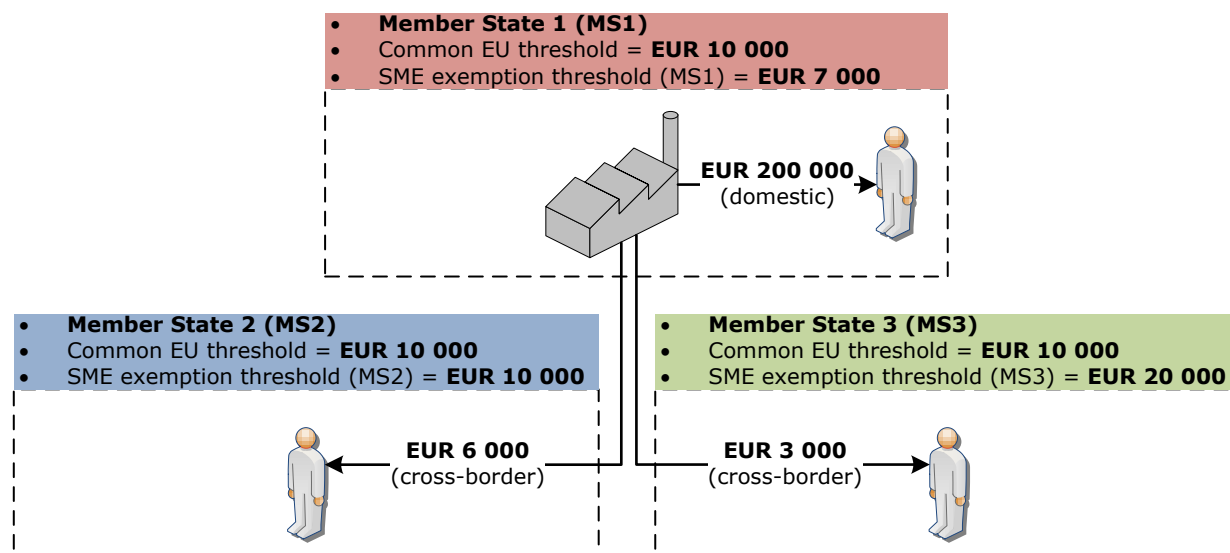 • Member State 1 (MS1)
• Common EU threshold = EUR 10 000
• SME exemption threshold (MS1) = EUR 7 000
EUR 200 000
(domestic)
• Member State 2 (MS2)
• Common EU threshold = EUR 10 000
• SME exemption threshold (MS2) = EUR 10 000
• Member State 3 (MS3)
• Common EU threshold = EUR 10 000
• SME exemption threshold (MS3) = EUR 20 000
EUR 6 000
(cross-border)
EUR 3 000
(cross-border)